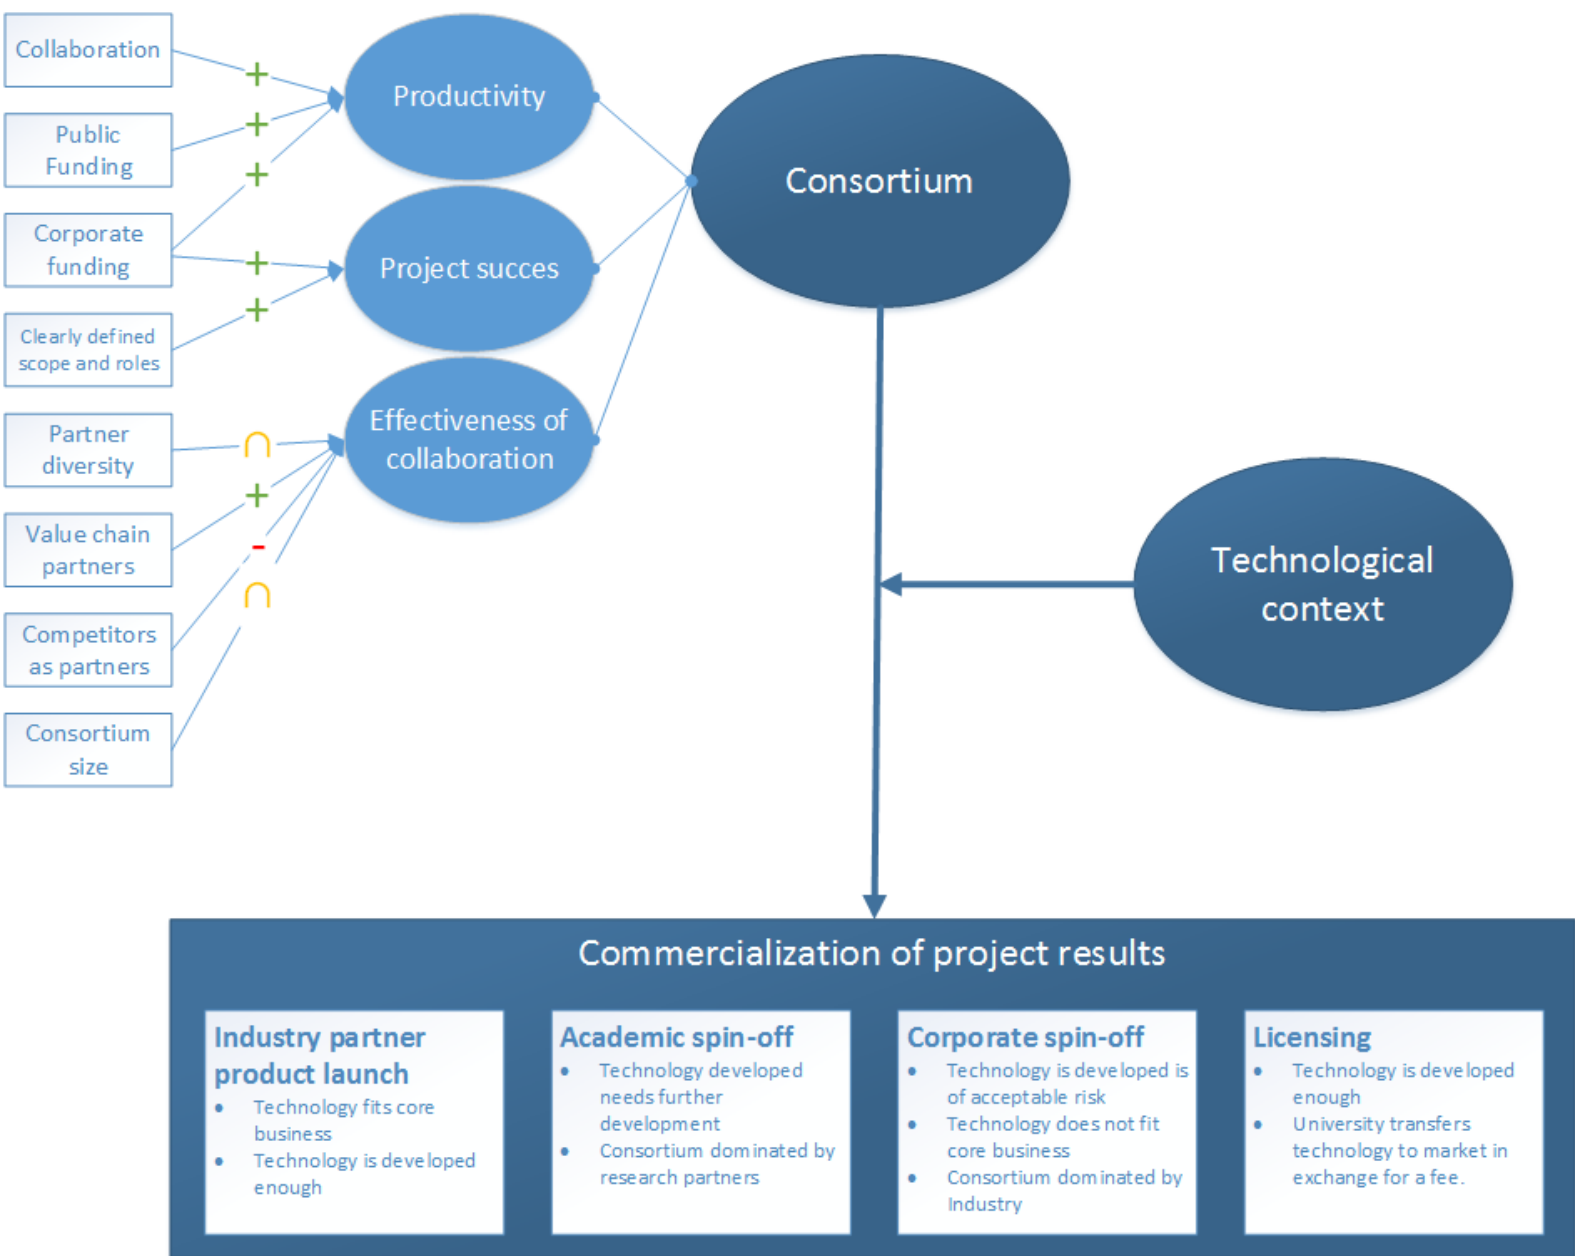 Collaboration
Public
Funding
Corporate
funding
Clearly defined
scope and roles
Partner
diversity
Value chain
partners
Competitors
as partners
Consortium
size
+
+
+
+
+
∩
+
-
∩
Productivity
Project succes
Effectiveness of
collaboration
Consortium
Technological
context
Commercialization of project results
Industry partner
product launch
• Technology fits core
business
• Technology is developed
enough
Academic spin-off
• Technology developed
needs further
development
• Consortium dominated by
research partners
Corporate spin-off
• Technology is developed is
of acceptable risk
• Technology does not fit
core business
• Consortium dominated by
Industry
Licensing
• Technology is developed
enough
• University transfers
technology to market in
exchange for a fee.